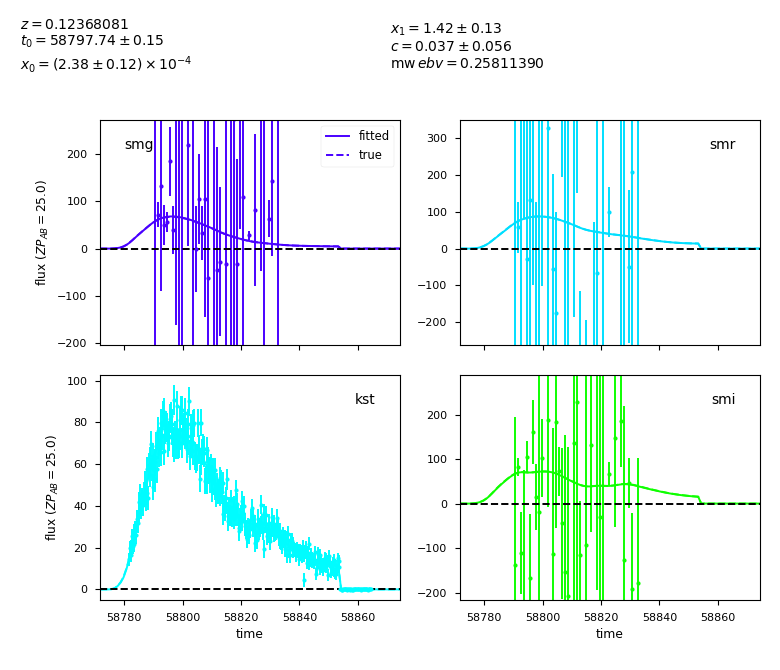 z = 0.12368081
t₀ = 58797.74 ± 0.15
x₀ = (2.38 ± 0.12) × 10⁻⁴
x₁ = 1.42 ± 0.13
c = 0.037 ± 0.056
mw ebv = 0.25811390
smg
fitted
true
200
100
0
−100
−200
flux (ZP_AB = 25.0)
smr
300
200
100
0
−100
−200
kst
100
80
60
40
20
0
flux (ZP_AB = 25.0)
58780 58800 58820 58840 58860
time
smi
200
100
0
−100
−200
58780 58800 58820 58840 58860
time